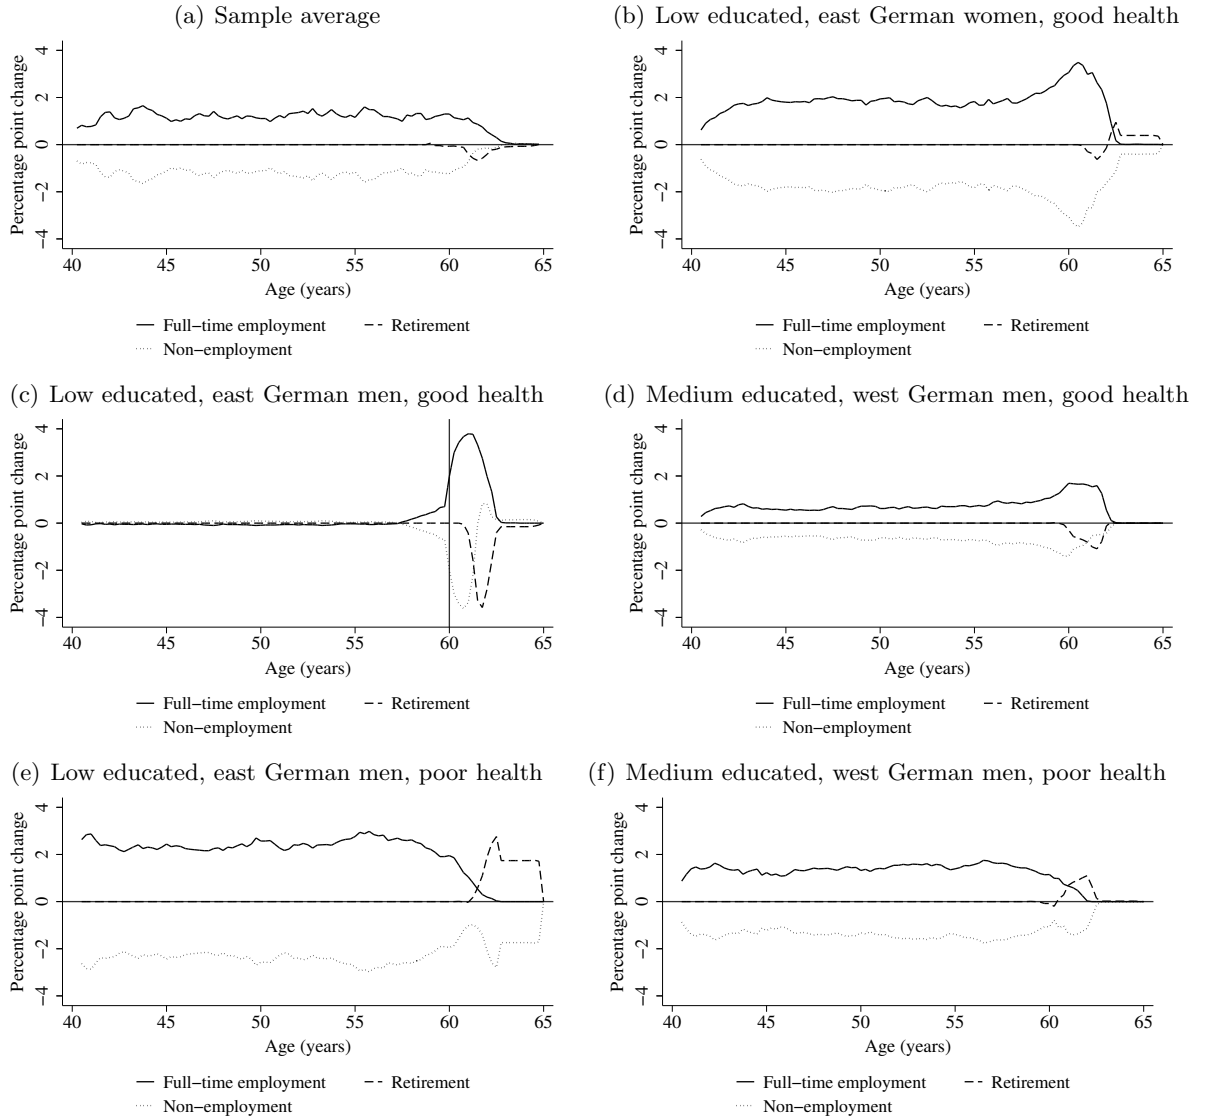 (a) Sample average
Percentage point change
4
2
0
−2
−4
40 45 50 55 60 65
Age (years)
Full−time employment Retirement
Non−employment
(b) Low educated, east German women, good health
Percentage point change
4
2
0
−2
−4
40 45 50 55 60 65
Age (years)
Full−time employment Retirement
Non−employment
(c) Low educated, east German men, good health
Percentage point change
4
2
0
−2
−4
40 45 50 55 60 65
Age (years)
Full−time employment Retirement
Non−employment
(d) Medium educated, west German men, good health
Percentage point change
4
2
0
−2
−4
40 45 50 55 60 65
Age (years)
Full−time employment Retirement
Non−employment
(e) Low educated, east German men, poor health
Percentage point change
4
2
0
−2
−4
40 45 50 55 60 65
Age (years)
Full−time employment Retirement
Non−employment
(f) Medium educated, west German men, poor health
Percentage point change
4
2
0
−2
−4
40 45 50 55 60 65
Age (years)
Full−time employment Retirement
Non−employment